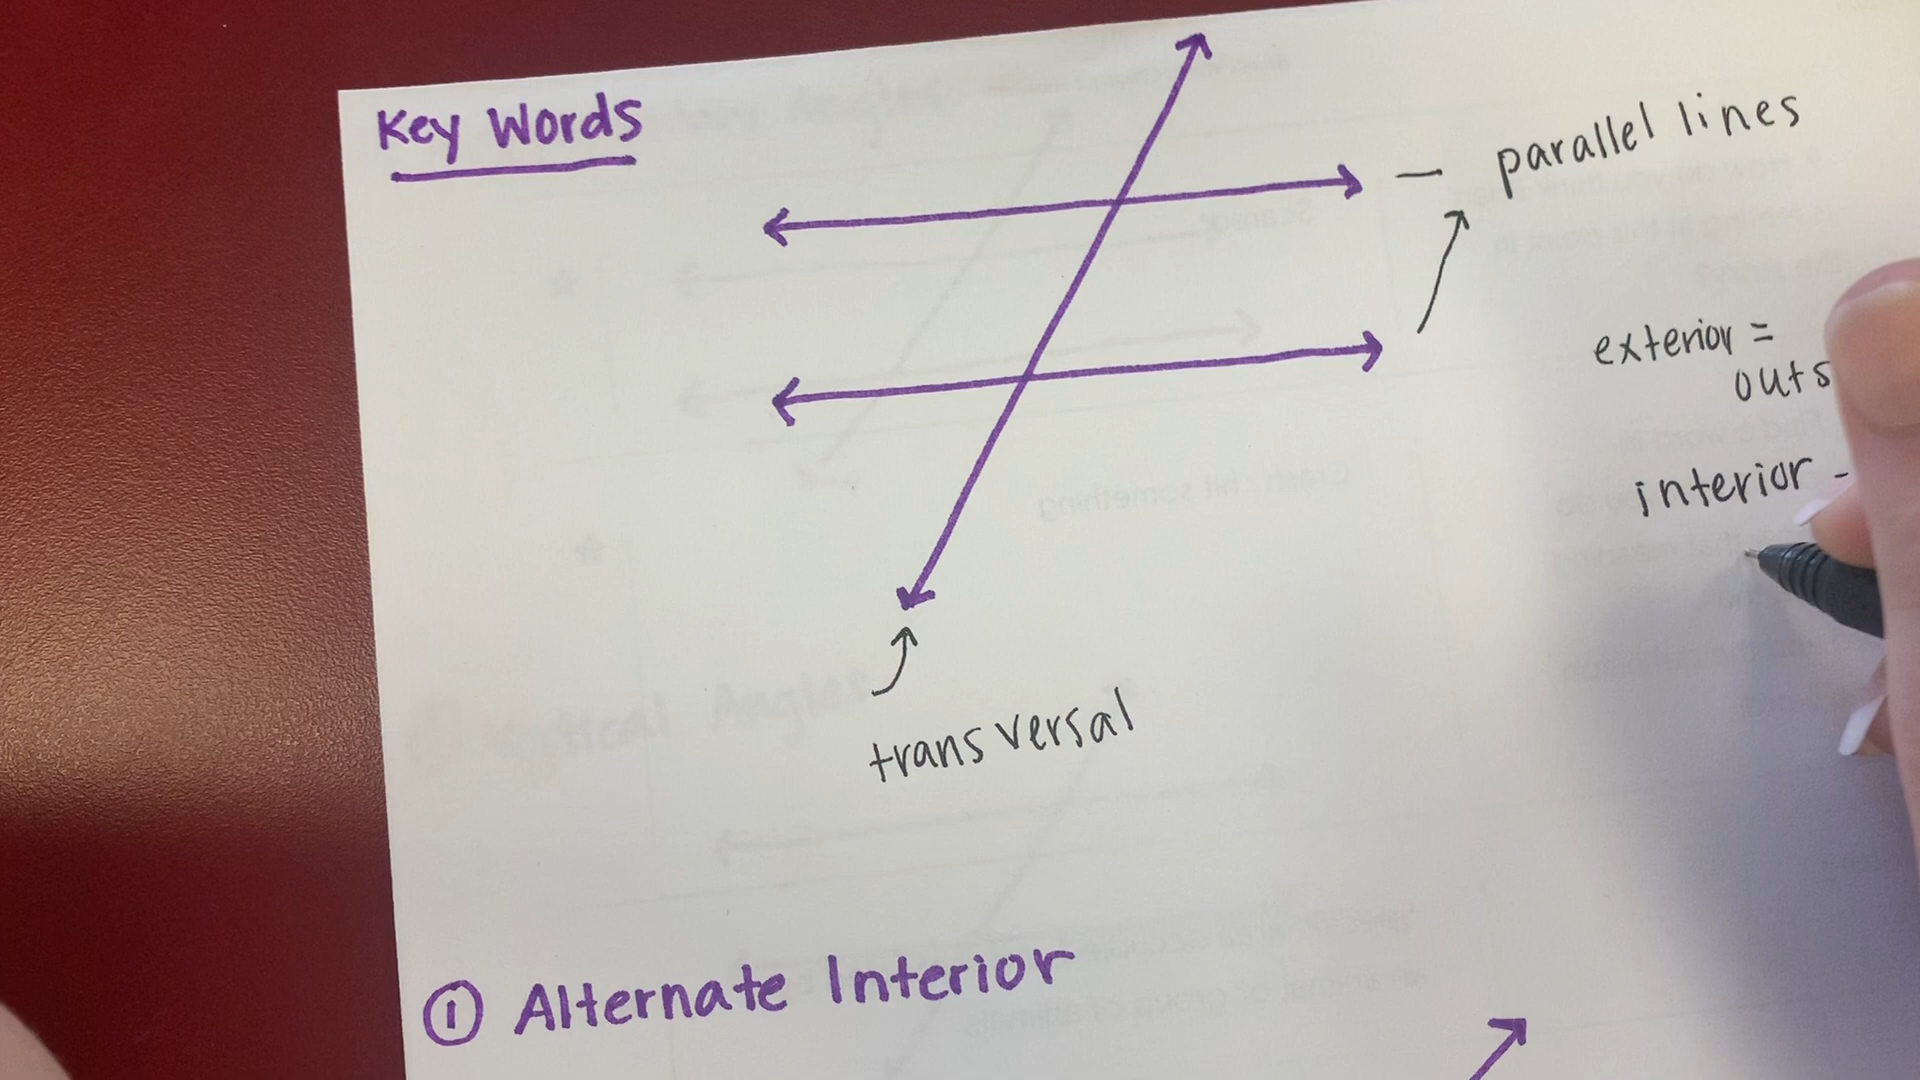 Key Words
— parallel lines
exterior =
outs
interior -
transversal
① Alternate Interior